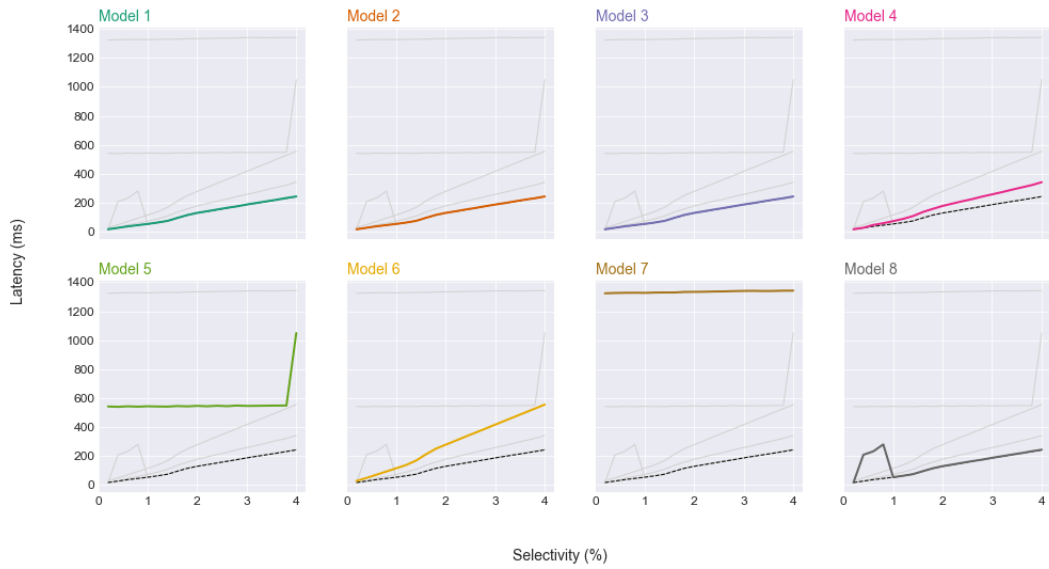 Model 1
Model 2
Model 3
Model 4
1400
1200
1000
800
600
400
200
0
Latency (ms)
Model 5
Model 6
Model 7
Model 8
1400
1200
1000
800
600
400
200
0
0 1 2 3 4
0 1 2 3 4
0 1 2 3 4
0 1 2 3 4
Selectivity (%)